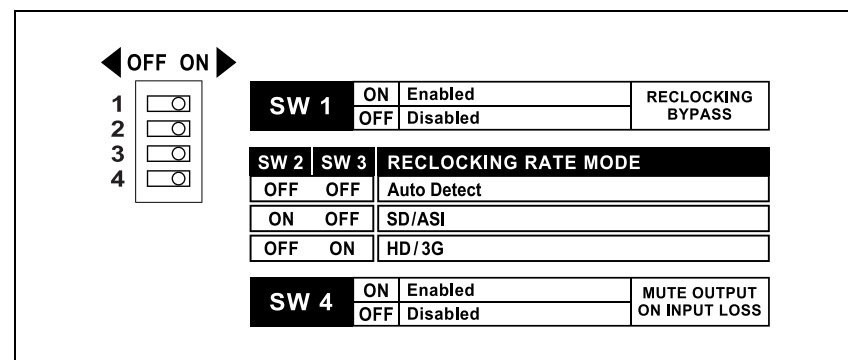 OFF ON
1
2
3
4
SW 1 ON Enabled RECLOCKING BYPASS
OFF Disabled
SW 2 SW 3 RECLOCKING RATE MODE
OFF OFF Auto Detect
ON OFF SD/ASI
OFF ON HD/3G
SW 4 ON Enabled MUTE OUTPUT ON INPUT LOSS
OFF Disabled